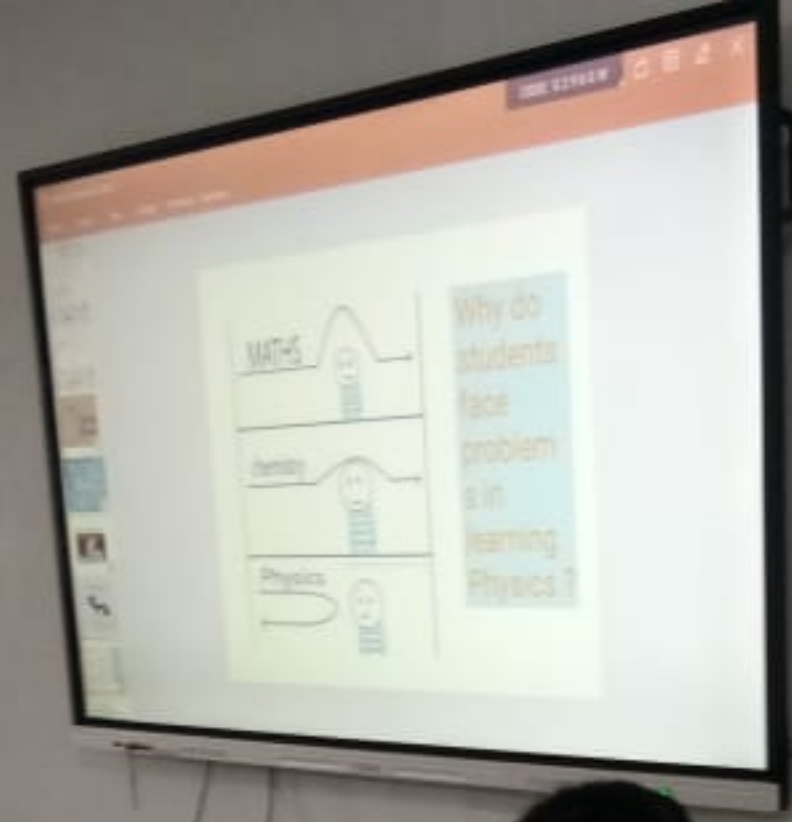 MATHS
chemistry
Physics
Why do
students
face
problem
s in
learning
Physics ?